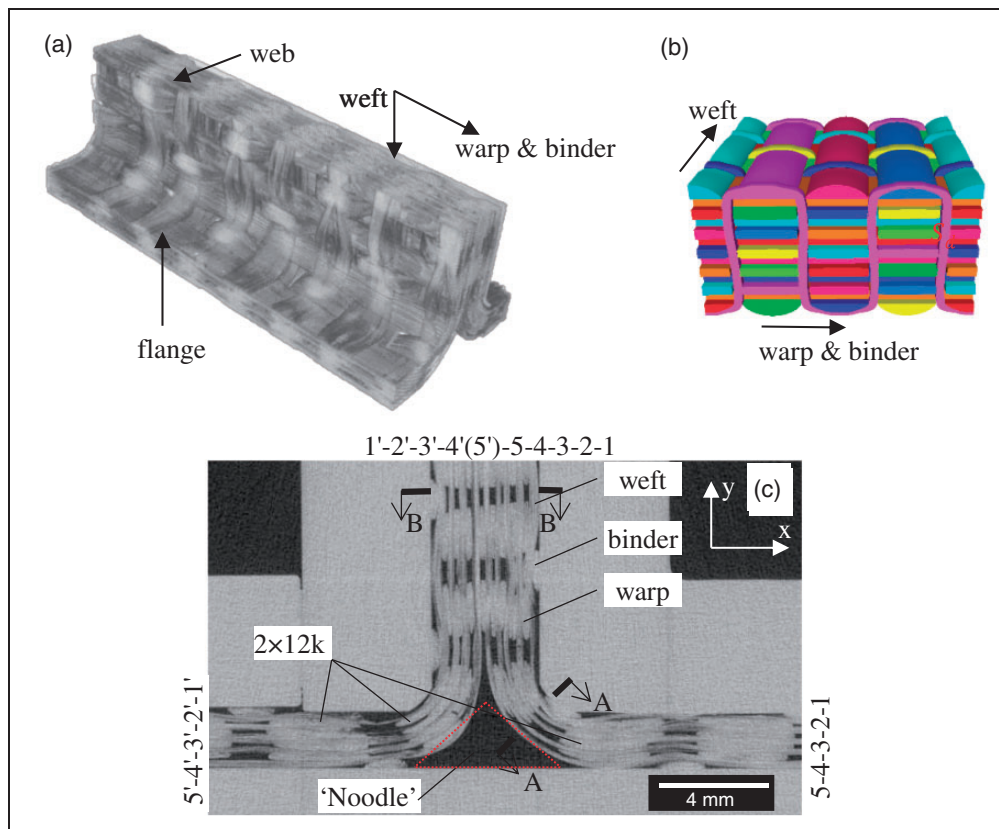 (a)
web
weft
warp & binder
flange
(b)
weft
warp & binder
1'-2'-3'-4'(5')-5-4-3-2-1
(c)
weft
y
x
B
B
binder
warp
2×12k
A
5'-4'-3'-2'-1'
5-4-3-2-1
A
'Noodle'
4 mm